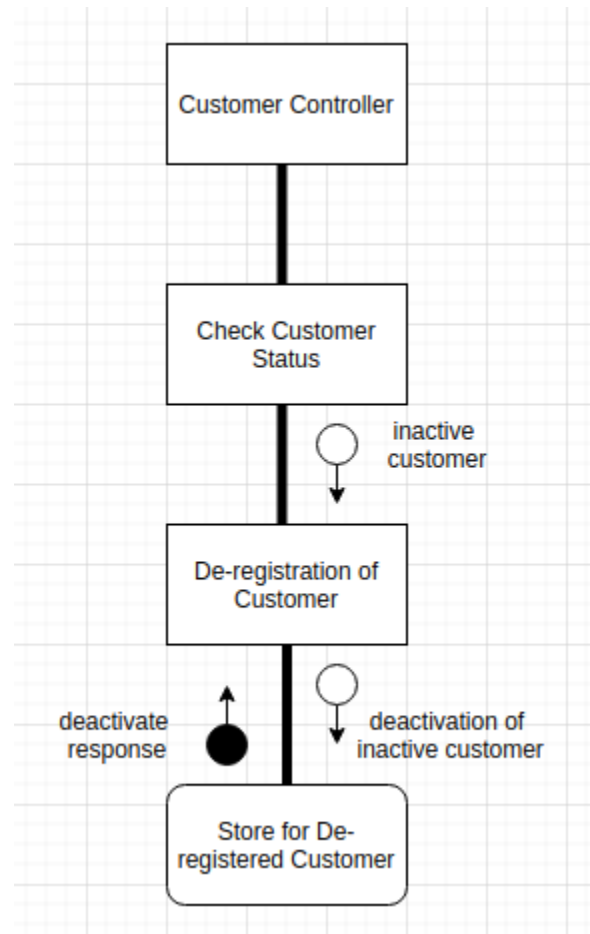 Customer Controller
Check Customer
Status
inactive
customer
De-registration of
Customer
deactivate
response
deactivation of
inactive customer
Store for De-
registered Customer